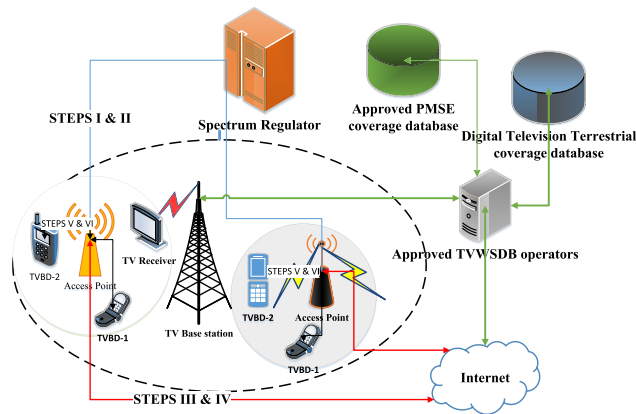 STEPS I & II
Spectrum Regulator
Approved PMSE
coverage database
Digital Television Terrestrial
coverage database
STEPS V & VI
TVBD-2
TV Receiver
Access Point
TVBD-1
TV Base station
Approved TVWSDB operators
STEPS V & VI
TVBD-2
Access Point
TVBD-1
Internet
STEPS III & IV